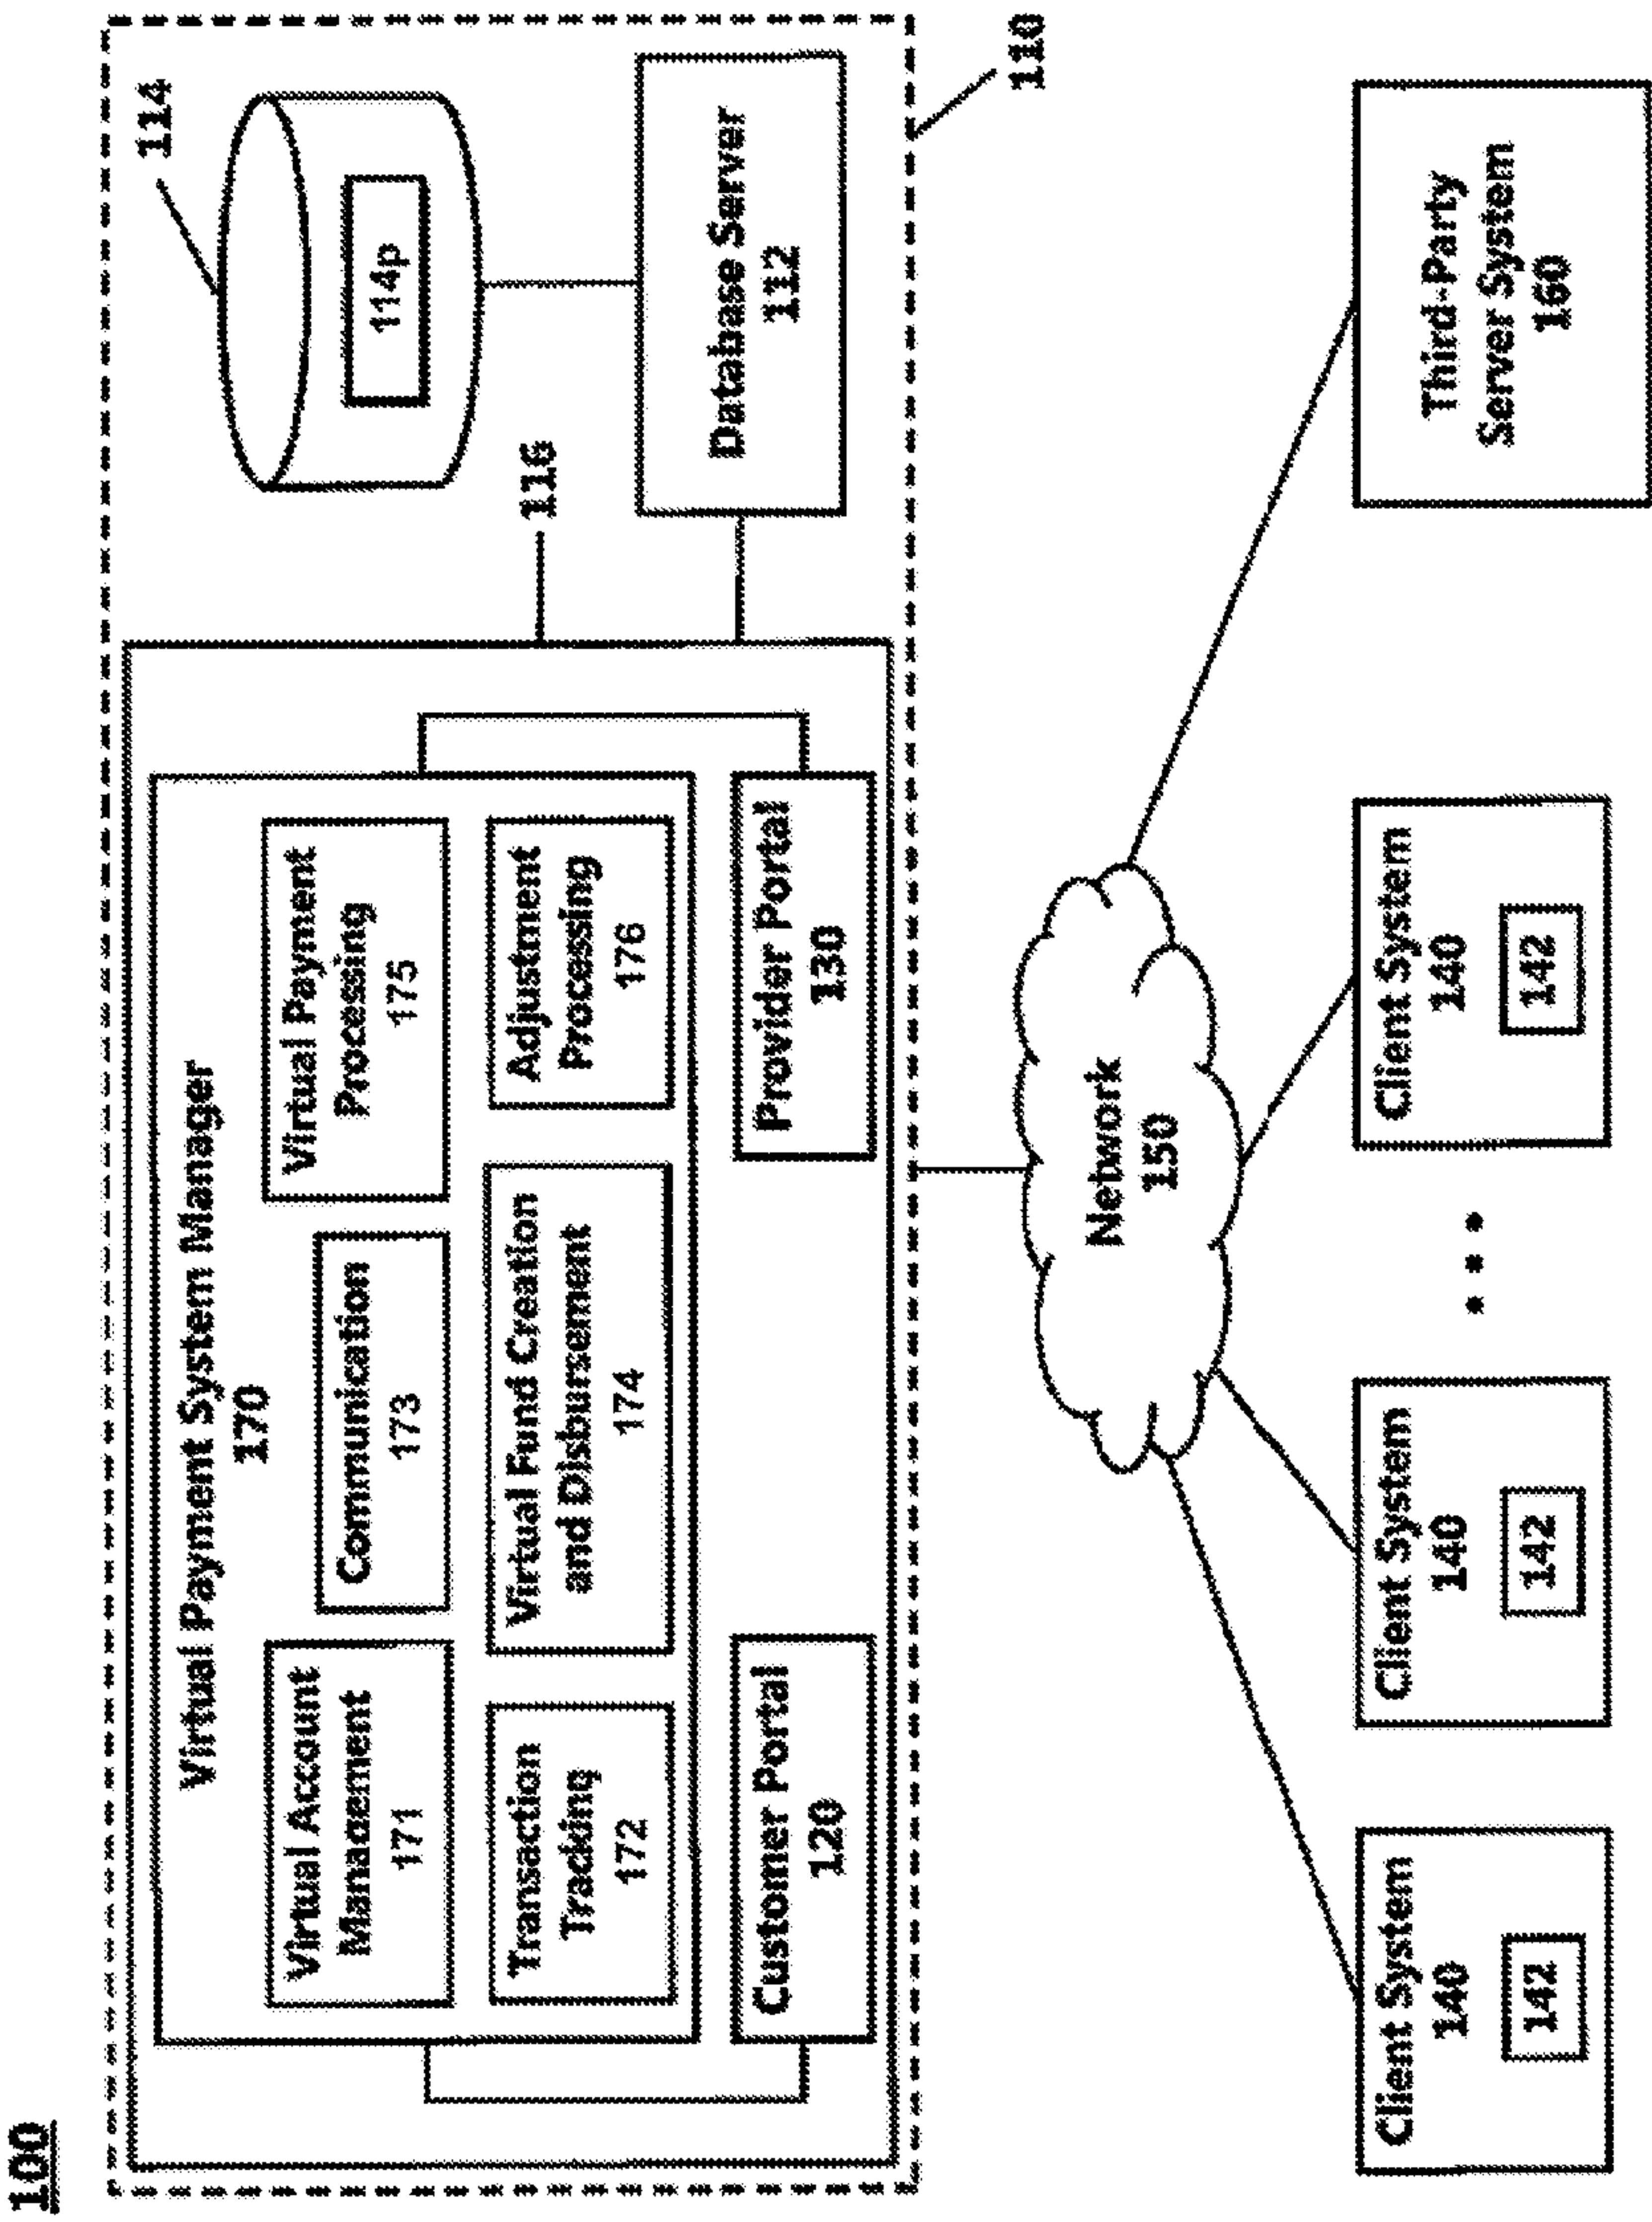 100
Virtual Payment System Manager
170
Virtual Account
Management
171
Communication
173
Virtual Payment
Processing
175
Transaction
Tracking
172
Virtual Fund Creation
and Disbursement
174
Adjustment
Processing
176
Customer Portal
120
Provider Portal
130
116
114
114p
Database Server
112
110
Network
150
Client System
140
142
Client System
140
142
Client System
140
142
Third-Party
Server System
160